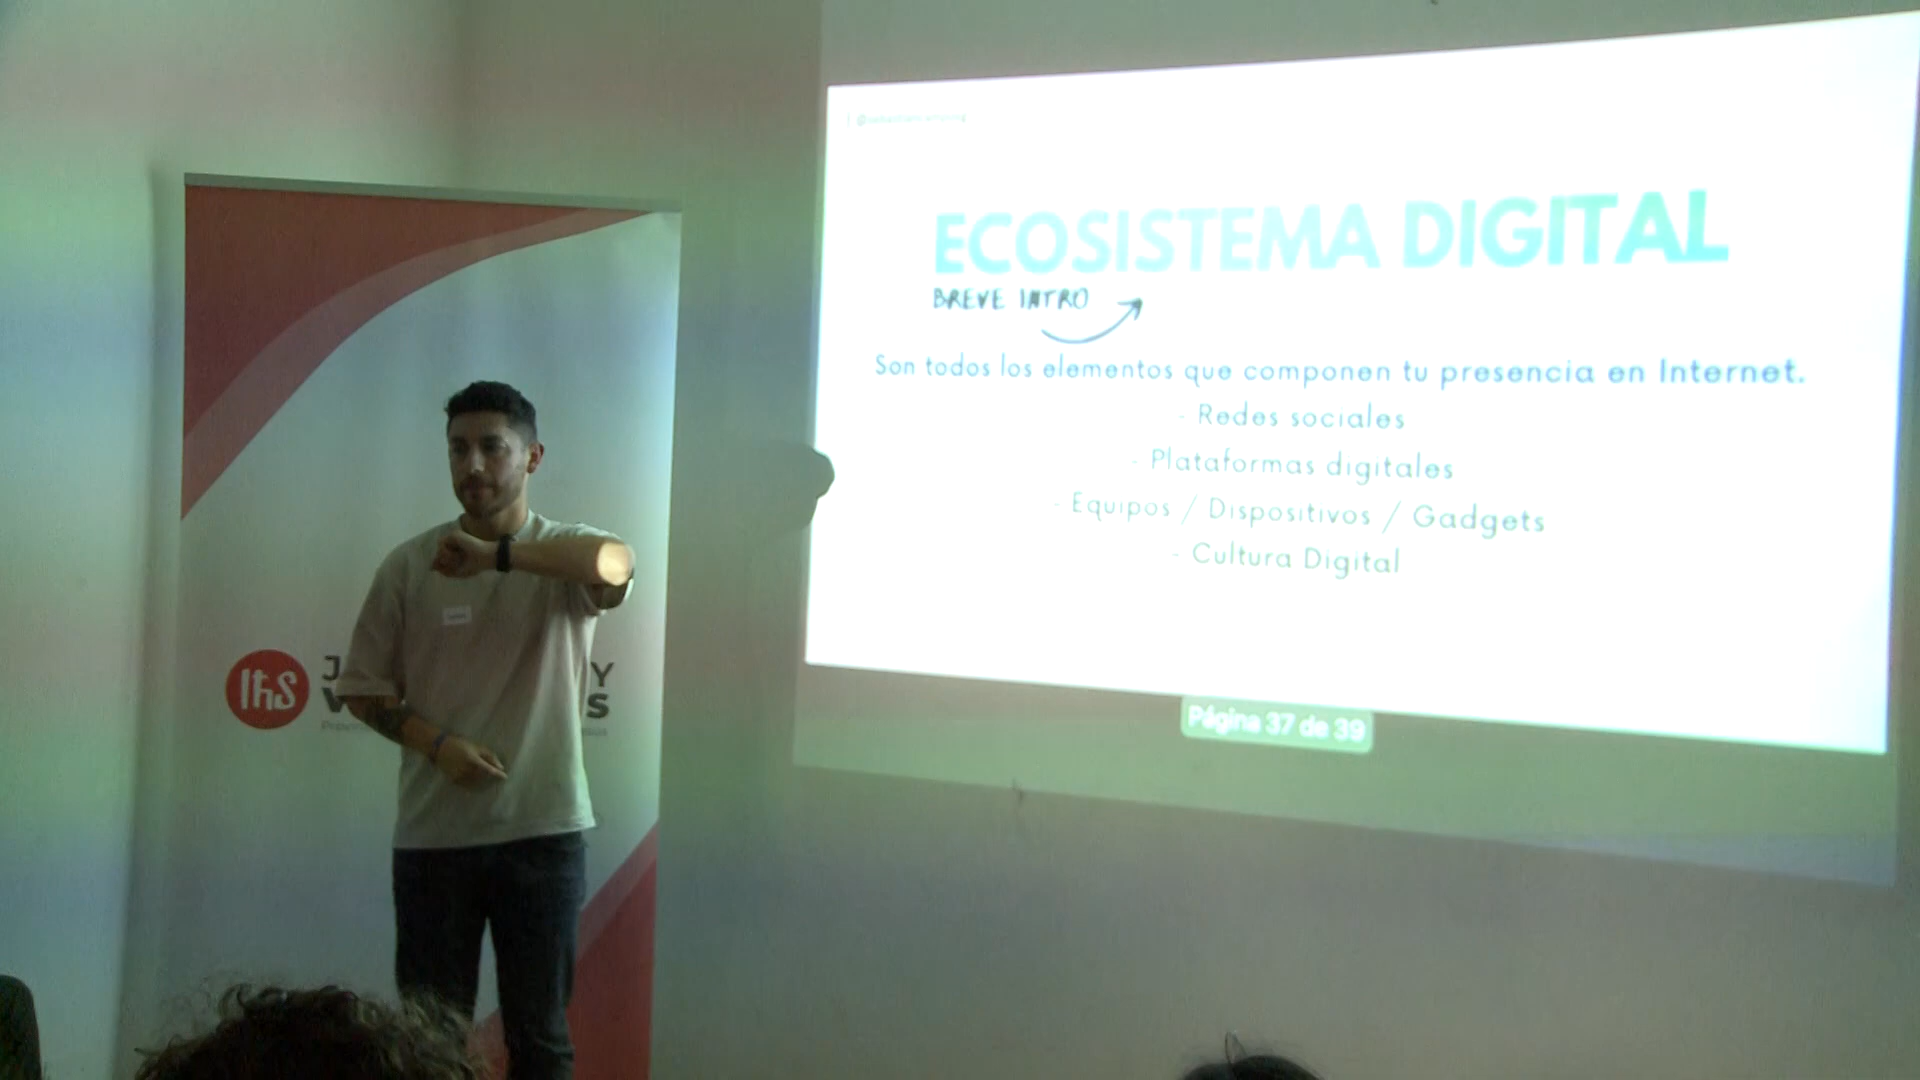 ECOSISTEMA DIGITAL
BREVE INTRO
Son todos los elementos que componen tu presencia en Internet.
- Redes sociales
- Plataformas digitales
- Equipos / Dispositivos / Gadgets
- Cultura Digital
Página 37 de 39
IHS